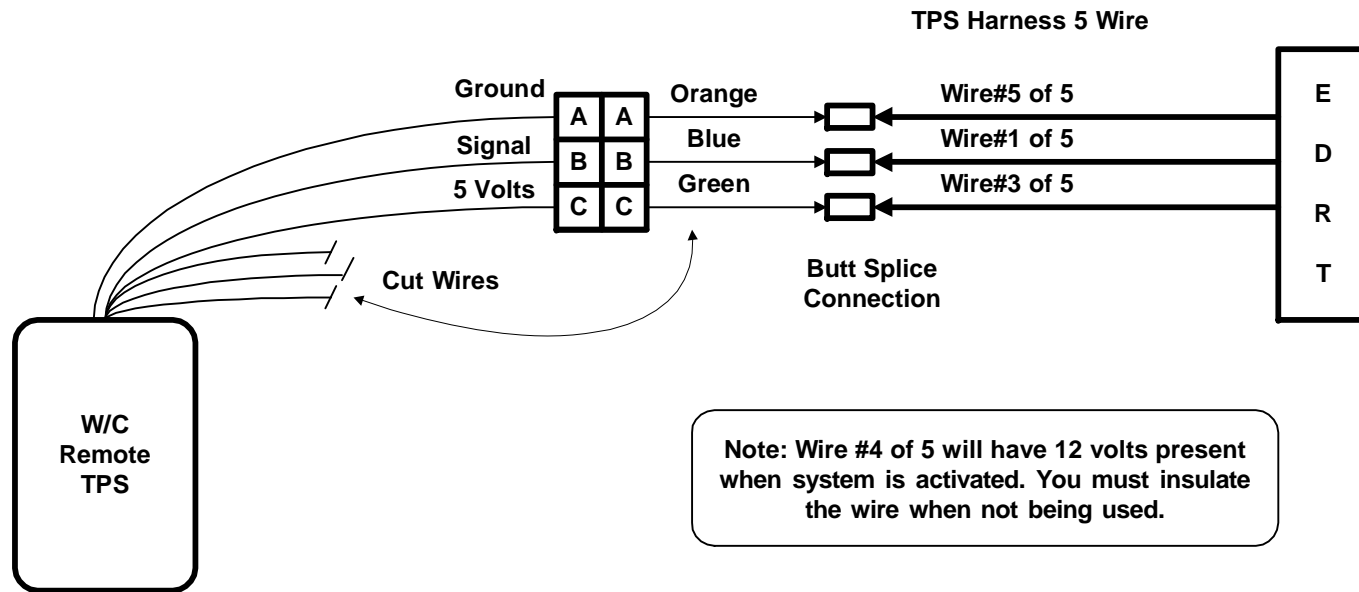 TPS Harness 5 Wire
Ground A A Orange Wire#5 of 5
Signal B B Blue Wire#1 of 5
5 Volts C C Green Wire#3 of 5
E
D
R
T
Cut Wires
Butt Splice
Connection
W/C
Remote
TPS
Note: Wire #4 of 5 will have 12 volts present
when system is activated. You must insulate
the wire when not being used.